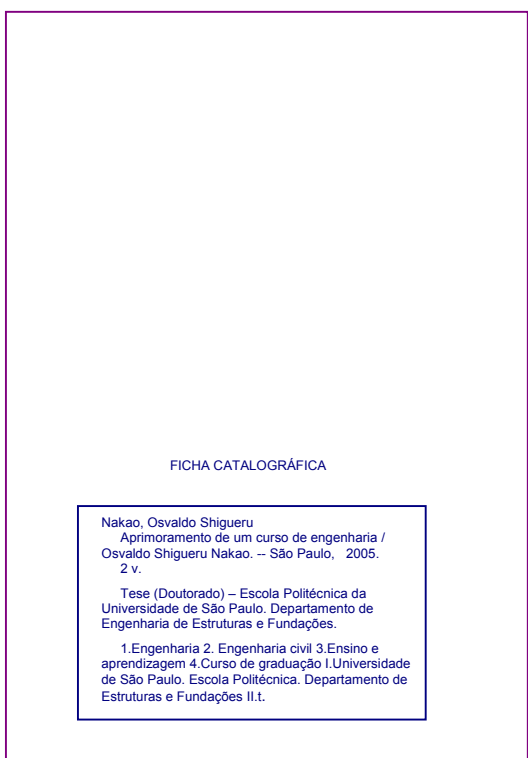 FICHA CATALOGRÁFICA
Nakao, Osvaldo Shigueru
Aprimoramento de um curso de engenharia /
Osvaldo Shigueru Nakao. -- São Paulo, 2005.
2 v.
Tese (Doutorado) – Escola Politécnica da
Universidade de São Paulo. Departamento de
Engenharia de Estruturas e Fundações.
1.Engenharia 2. Engenharia civil 3.Ensino e
aprendizagem 4.Curso de graduação I.Universidade
de São Paulo. Escola Politécnica. Departamento de
Estruturas e Fundações II.t.